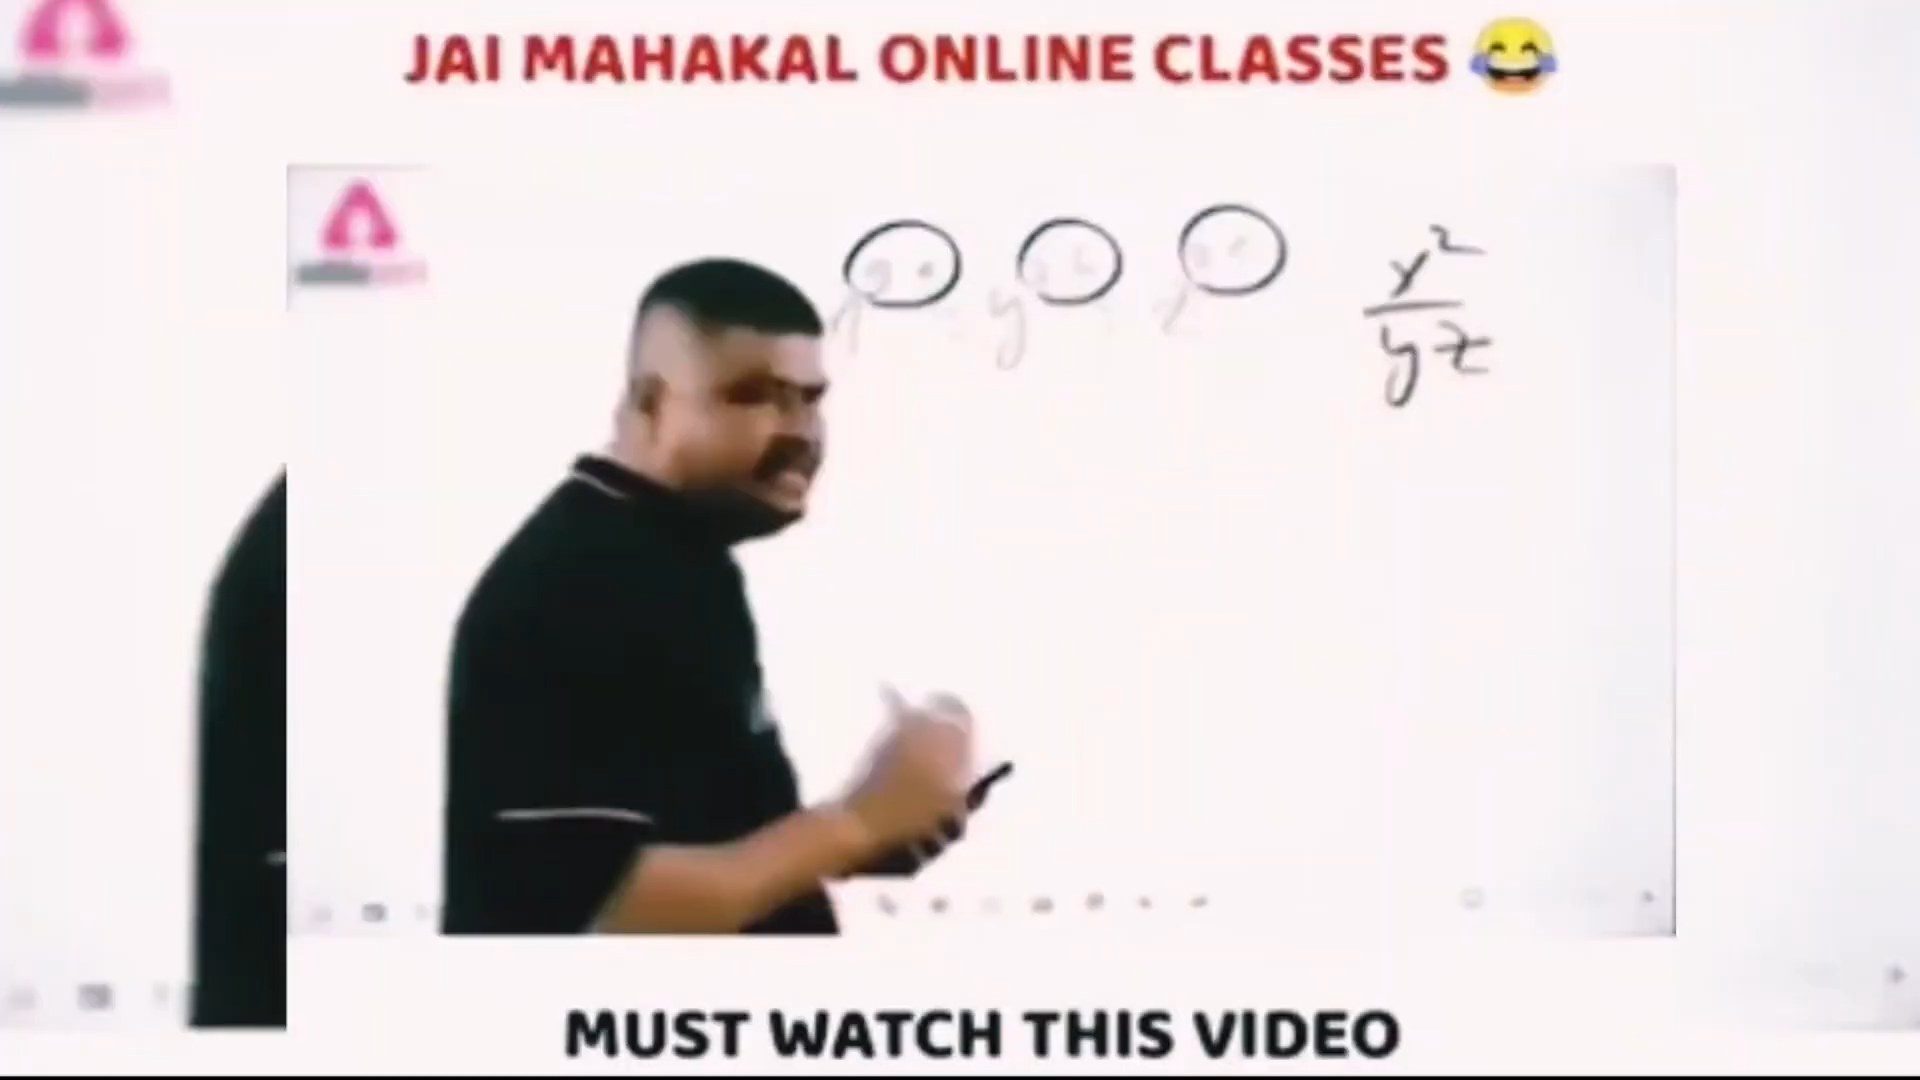 JAI MAHAKAL ONLINE CLASSES 😂
x²
yz
MUST WATCH THIS VIDEO